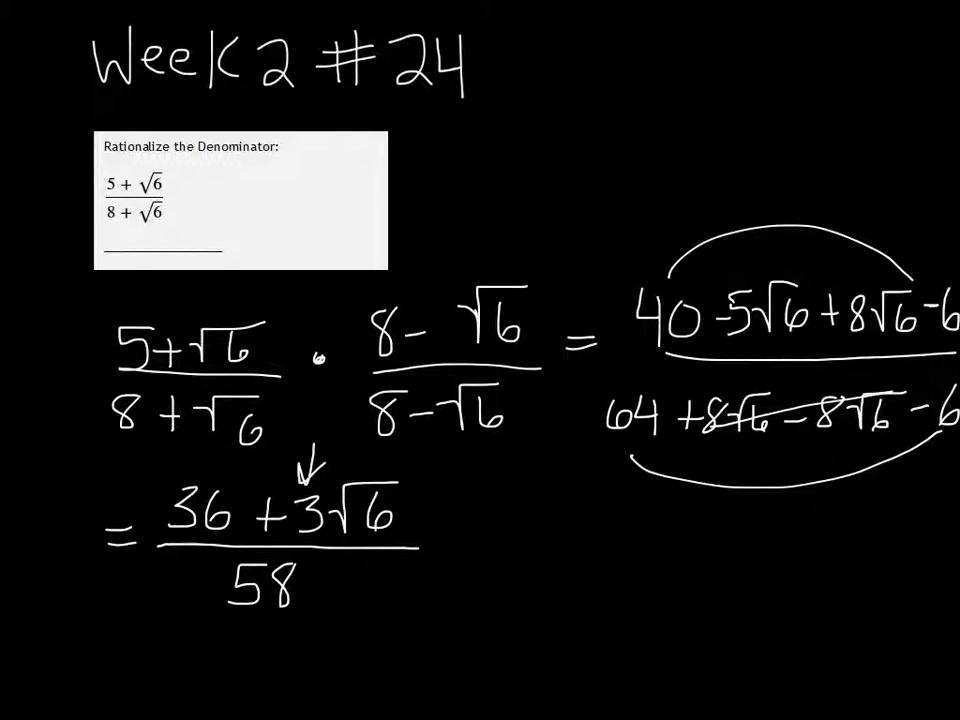 Week 2 #24
Rationalize the Denominator:
5 + √6
8 + √6
5+√6 · 8- √6 = 40 -5√6 +8√6 -6
8 +√6 8-√6 64 +8√6 -8√6 -6
= 36 +3√6
58